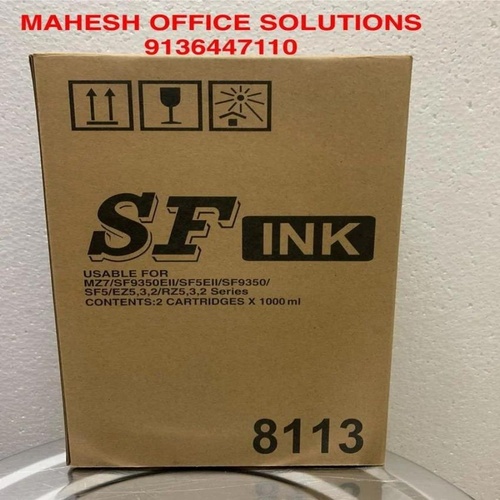 MAHESH OFFICE SOLUTIONS
9136447110
SF INK
USABLE FOR
MZ7/SF9350EII/SF5EII/SF9350/
SF5/EZ5,3,2/RZ5,3,2 Series
CONTENTS:2 CARTRIDGES X 1000 ml
8113